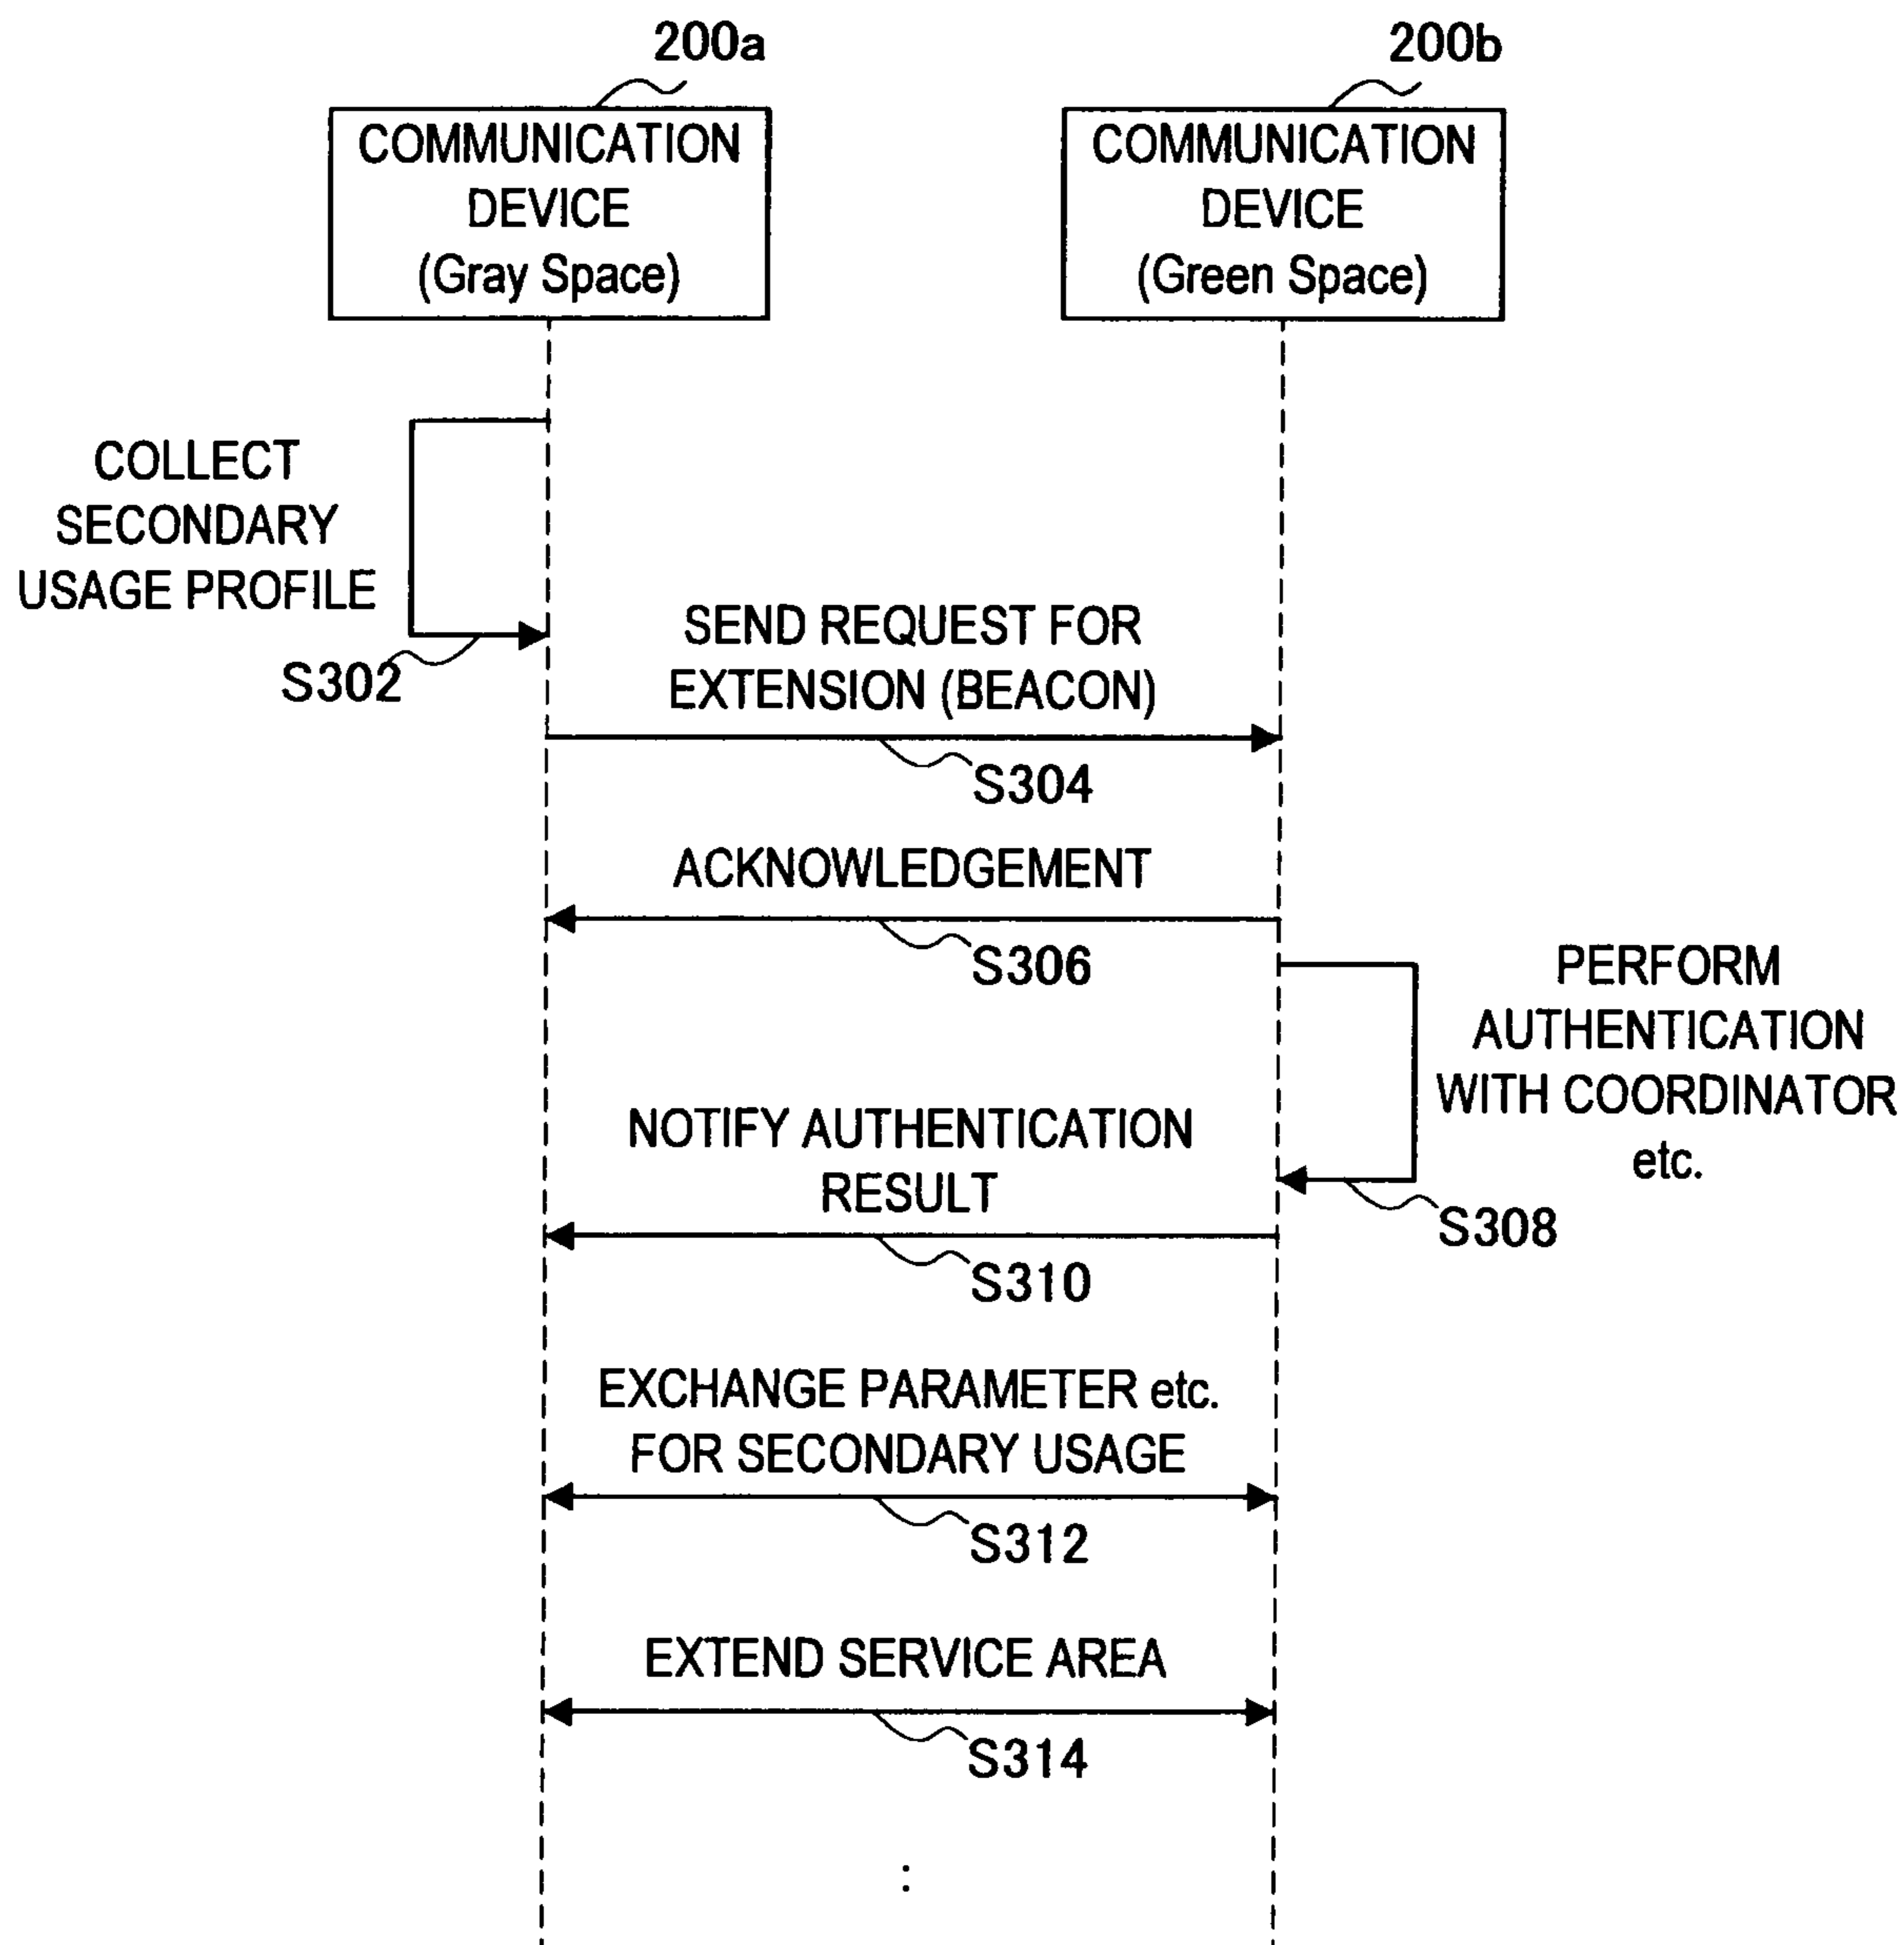 200a
200b
COMMUNICATION
DEVICE
(Gray Space)
COMMUNICATION
DEVICE
(Green Space)
COLLECT
SECONDARY
USAGE PROFILE
S302
SEND REQUEST FOR
EXTENSION (BEACON)
S304
ACKNOWLEDGEMENT
S306
PERFORM
AUTHENTICATION
WITH COORDINATOR
etc.
S308
NOTIFY AUTHENTICATION
RESULT
S310
EXCHANGE PARAMETER etc.
FOR SECONDARY USAGE
S312
EXTEND SERVICE AREA
S314
: